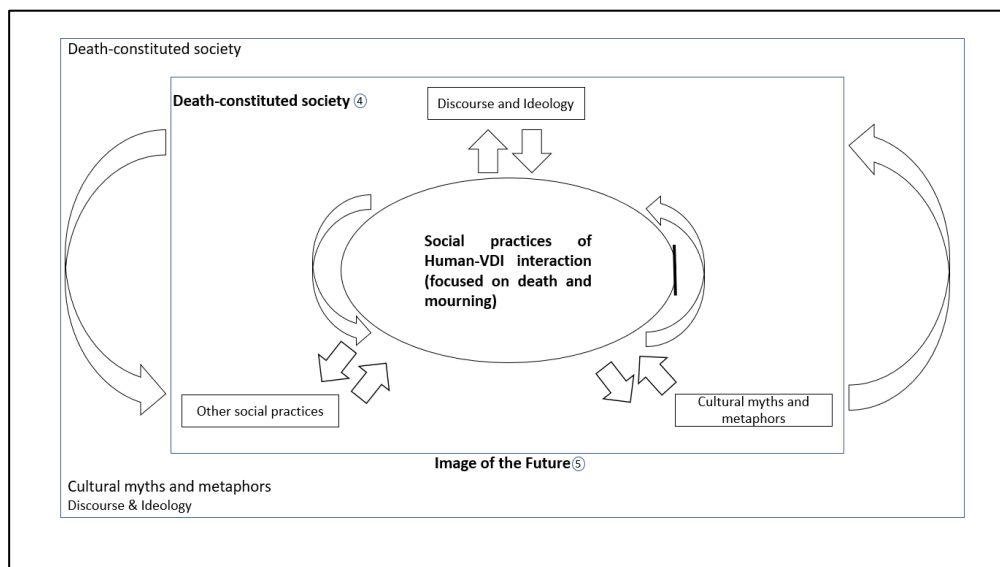 Death-constituted society
Death-constituted society ④
Discourse and Ideology
Social practices of
Human-VDI interaction
(focused on death and
mourning)
Other social practices
Cultural myths and
metaphors
Image of the Future⑤
Cultural myths and metaphors
Discourse & Ideology